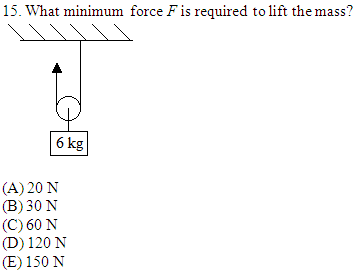 15. What minimum force F is required to lift the mass?
6 kg
(A) 20 N
(B) 30 N
(C) 60 N
(D) 120 N
(E) 150 N